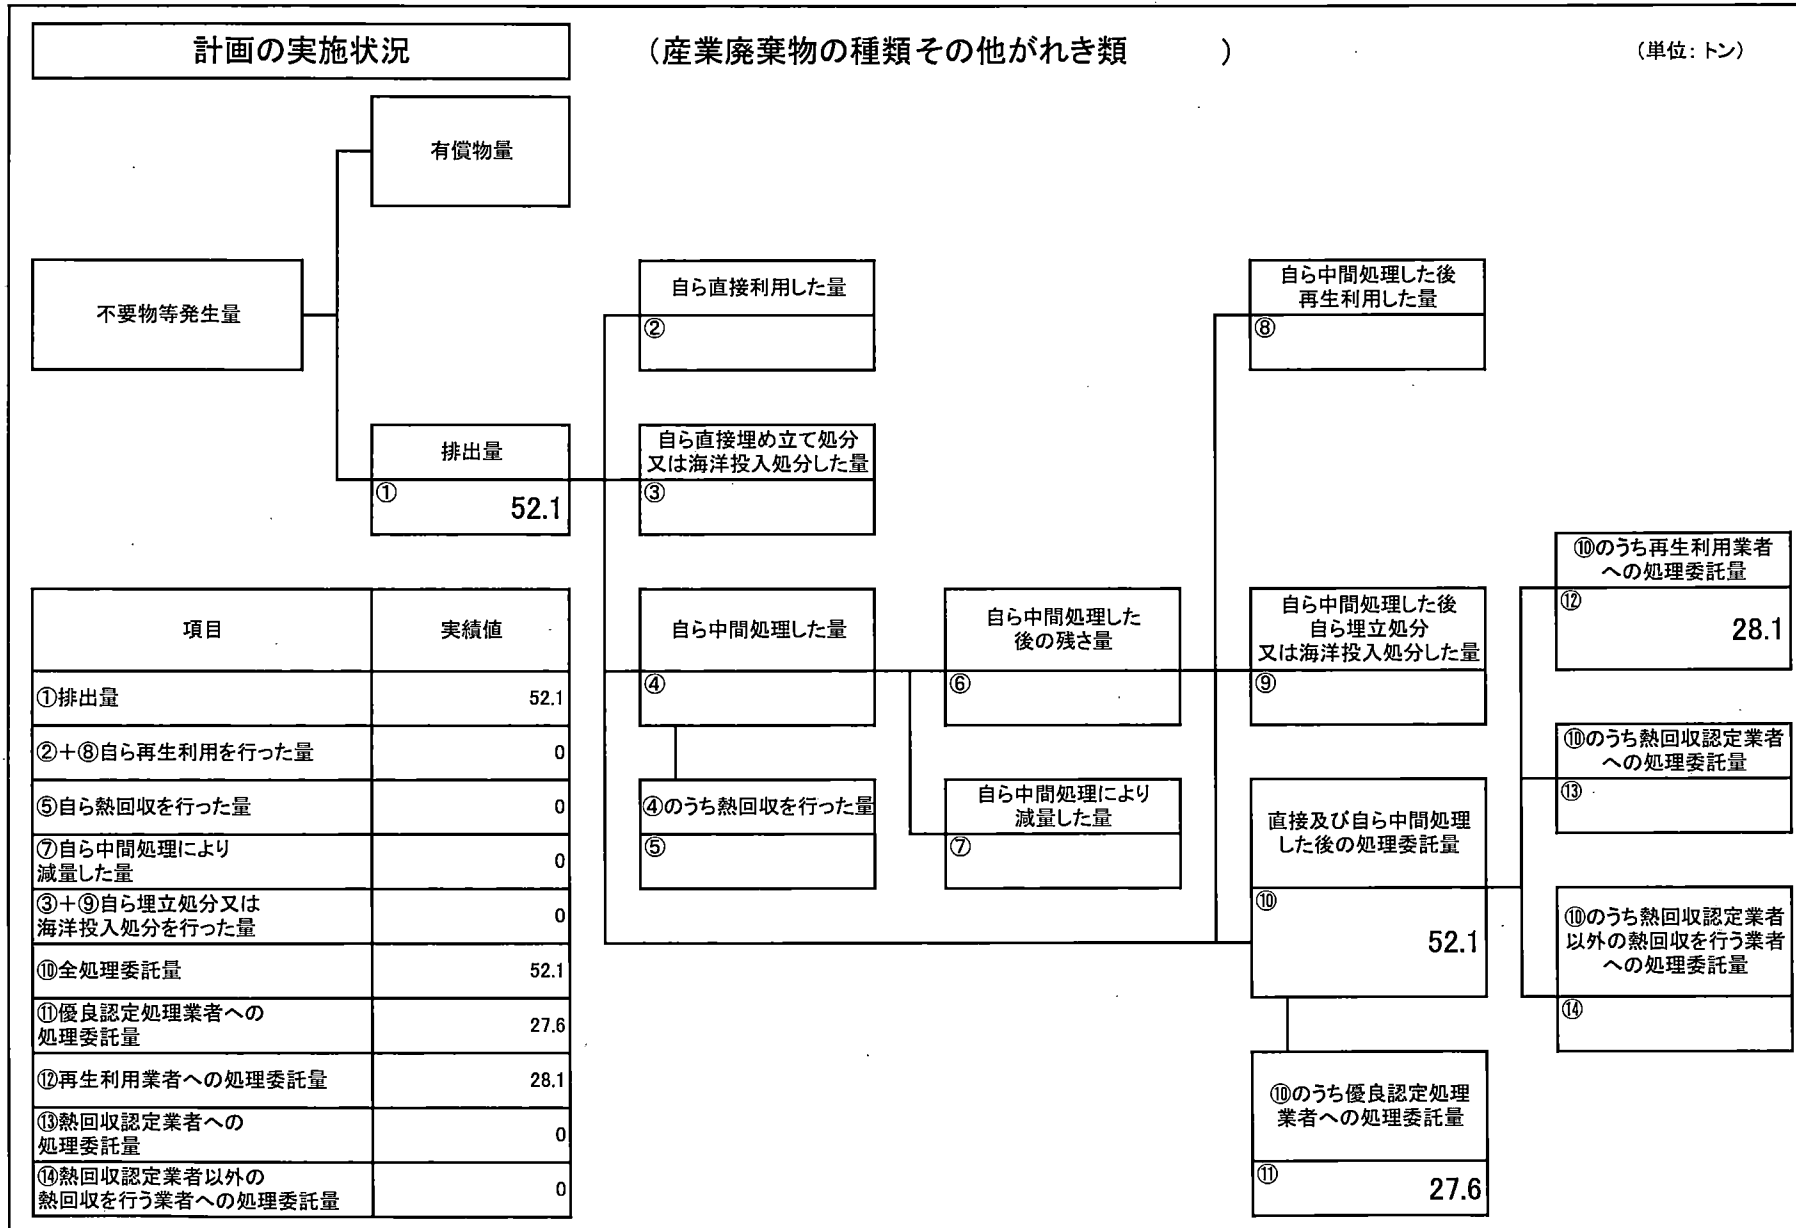 計画の実施状況
（産業廃棄物の種類その他がれき類　　　）
（単位：トン）
有償物量
不要物等発生量
自ら直接利用した量
②
自ら中間処理した後
再生利用した量
⑧
排出量
①
52.1
自ら直接埋め立て処分
又は海洋投入処分した量
③
⑩のうち再生利用業者
への処理委託量
⑫
28.1
自ら中間処理した量
④
自ら中間処理した
後の残さ量
⑥
自ら中間処理した後
自ら埋立処分
又は海洋投入処分した量
⑨
⑩のうち熱回収認定業者
への処理委託量
⑬
④のうち熱回収を行った量
⑤
自ら中間処理により
減量した量
⑦
直接及び自ら中間処理
した後の処理委託量
⑩
52.1
⑩のうち熱回収認定業者
以外の熱回収を行う業者
への処理委託量
⑭
⑩のうち優良認定処理
業者への処理委託量
⑪
27.6
項目 実績値
①排出量 52.1
②＋⑧自ら再生利用を行った量 0
⑤自ら熱回収を行った量 0
⑦自ら中間処理により
減量した量 0
③＋⑨自ら埋立処分又は
海洋投入処分を行った量 0
⑩全処理委託量 52.1
⑪優良認定処理業者への
処理委託量 27.6
⑫再生利用業者への処理委託量 28.1
⑬熱回収認定業者への
処理委託量 0
⑭熱回収認定業者以外の
熱回収を行う業者への処理委託量 0